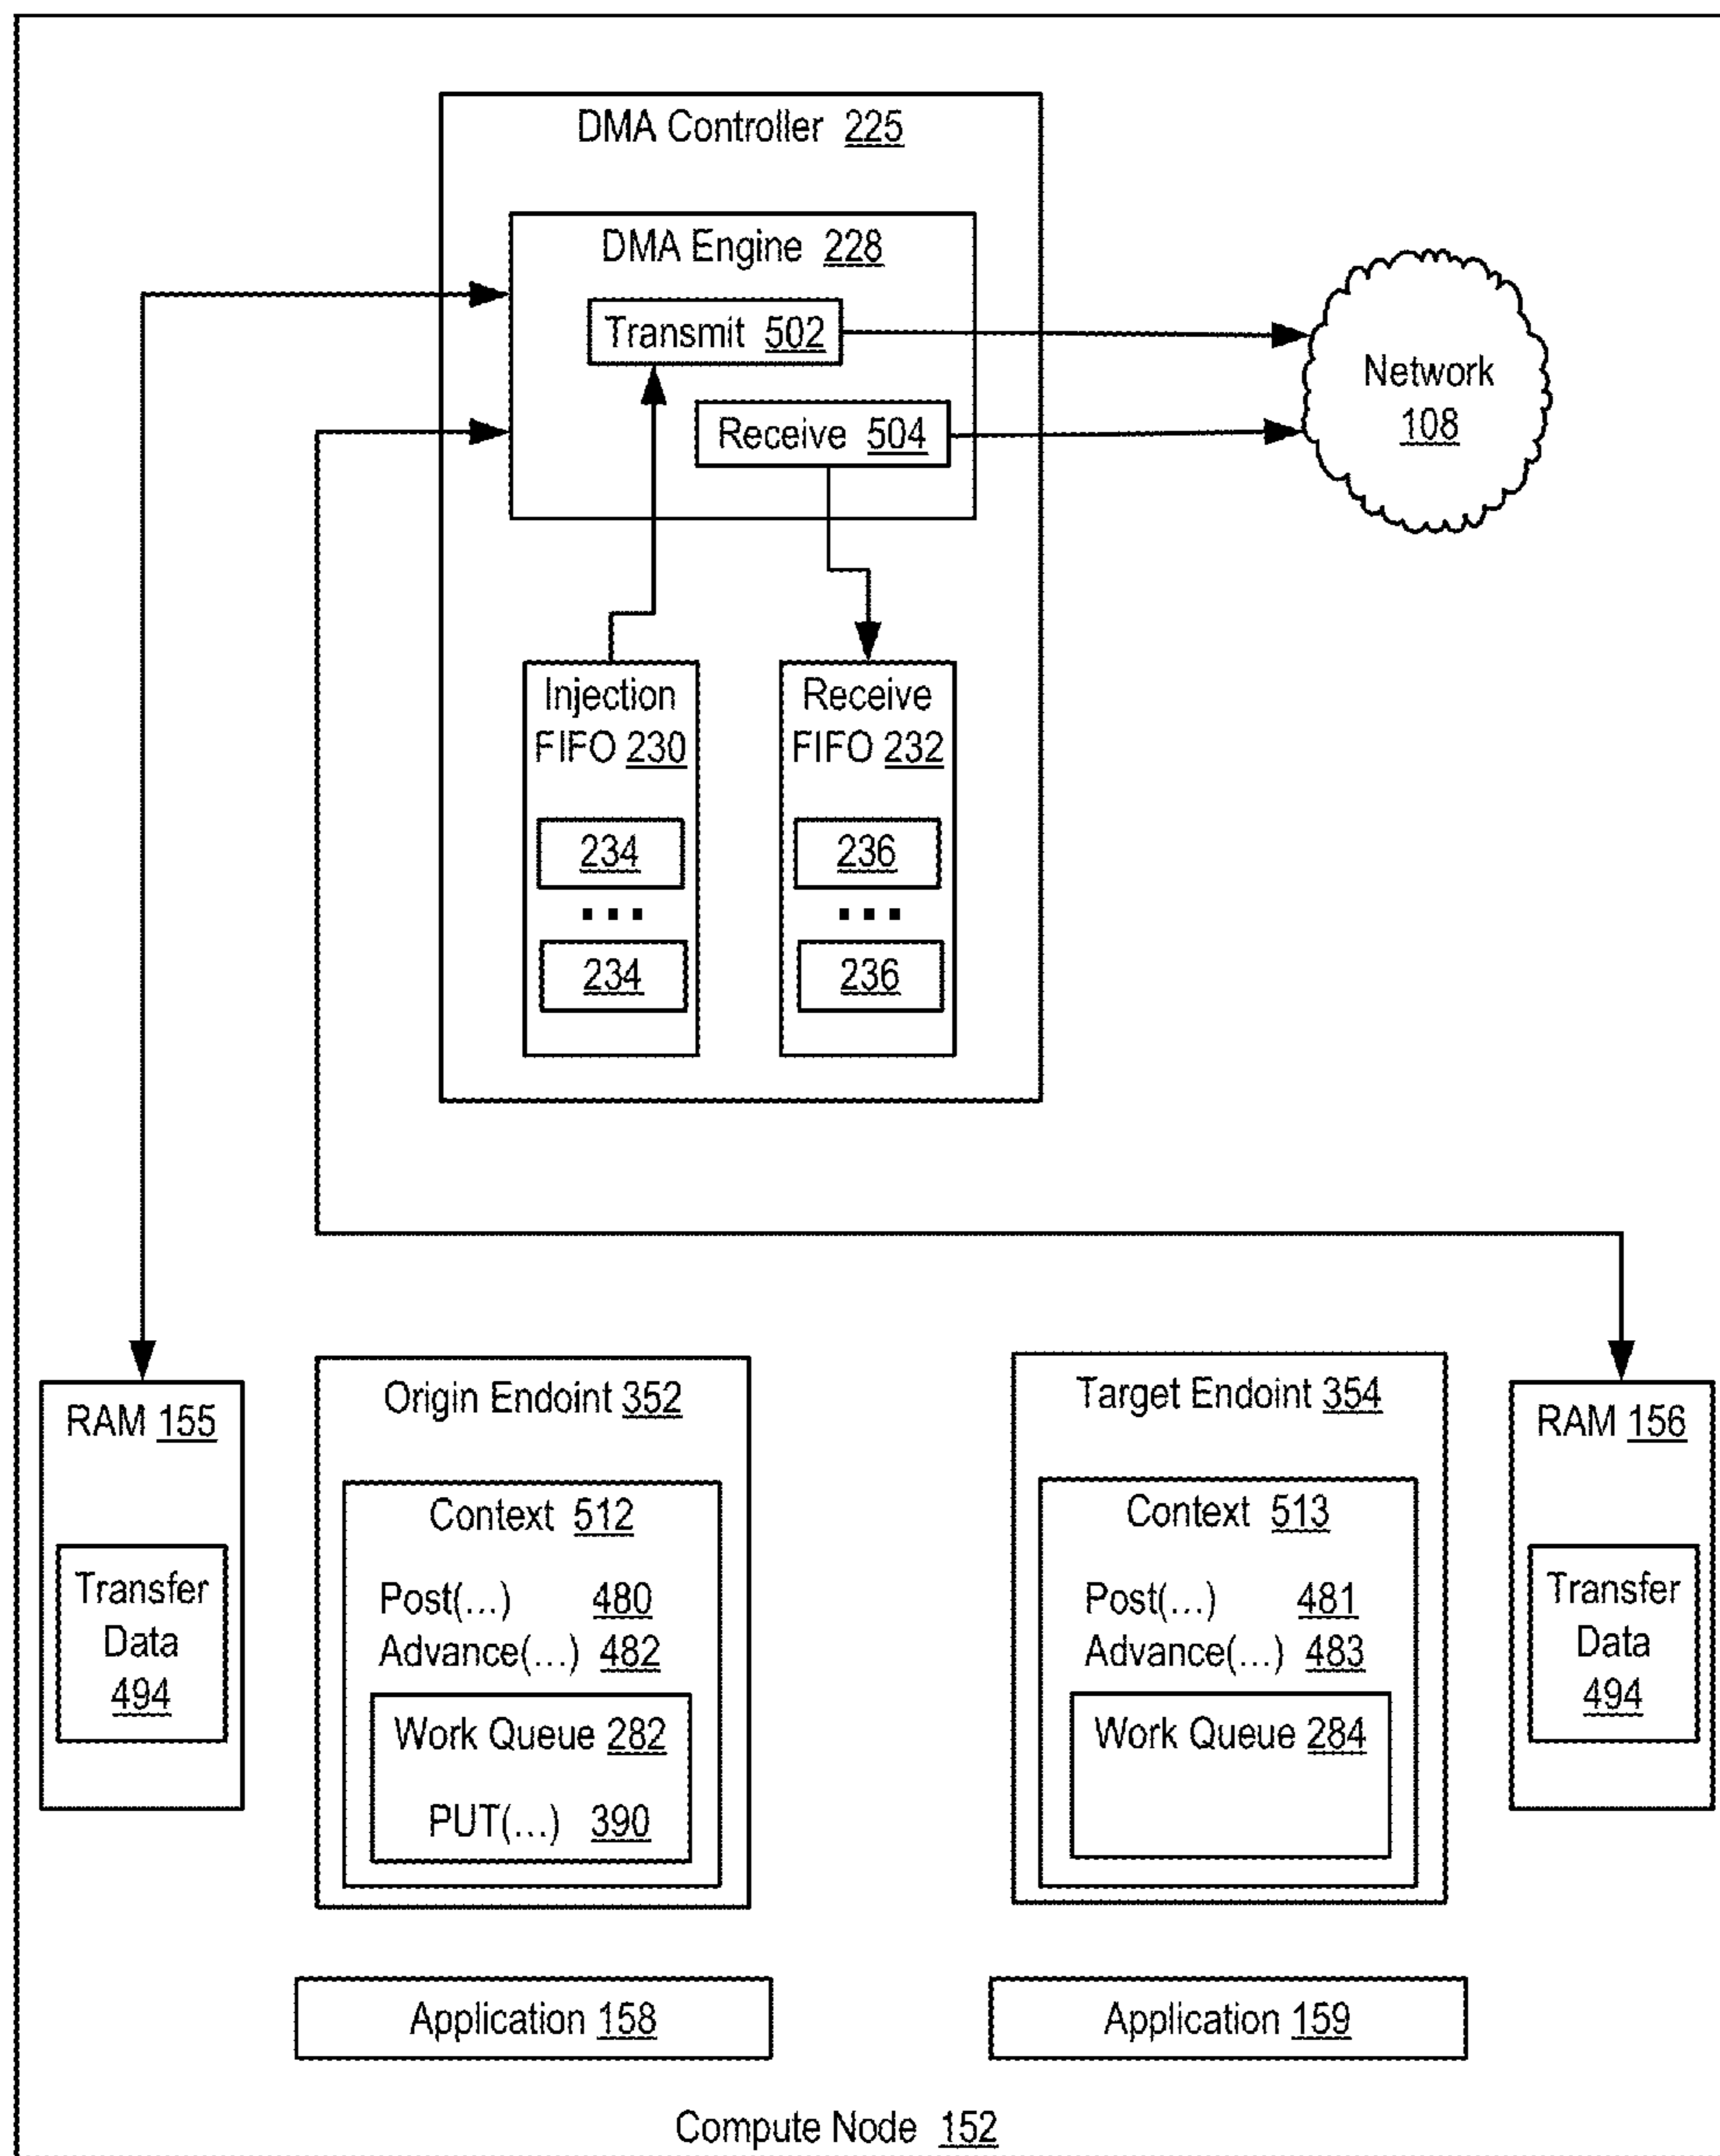 DMA Controller 225
DMA Engine 228
Transmit 502
Receive 504
Network
108
Injection
FIFO 230
234
...
234
Receive
FIFO 232
236
...
236
RAM 155
Transfer
Data
494
Origin Endoint 352
Context 512
Post(...) 480
Advance(...) 482
Work Queue 282
PUT(...) 390
Target Endoint 354
Context 513
Post(...) 481
Advance(...) 483
Work Queue 284
RAM 156
Transfer
Data
494
Application 158
Application 159
Compute Node 152